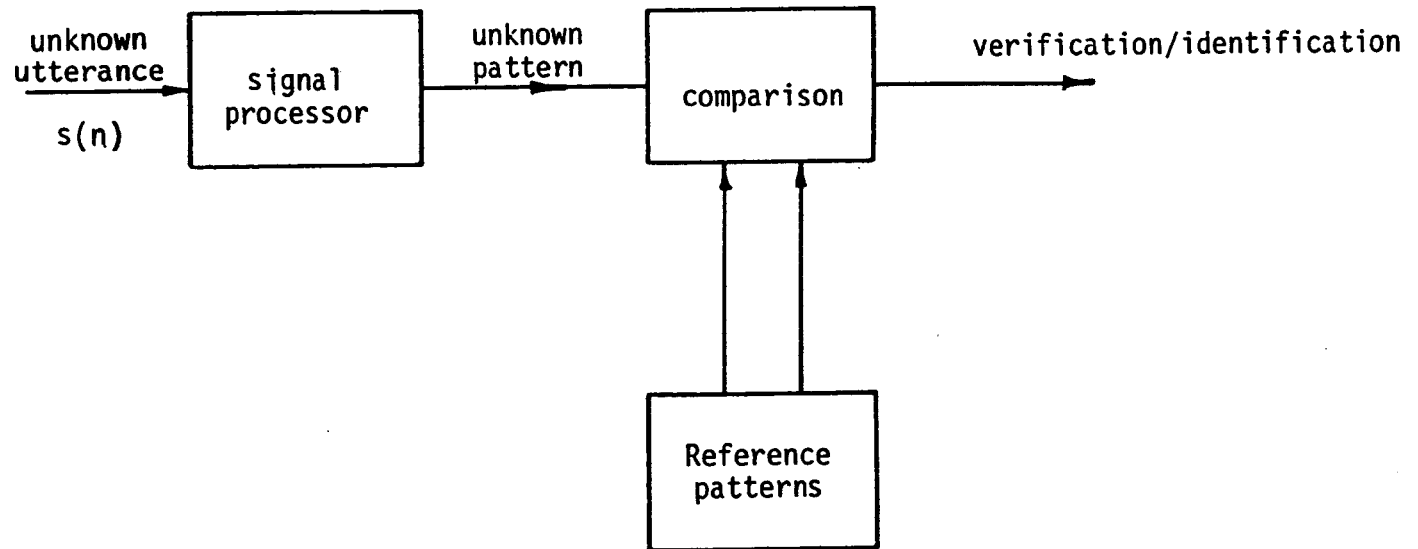 unknown
utterance
s(n)
signal
processor
unknown
pattern
comparison
verification/identification
Reference
patterns